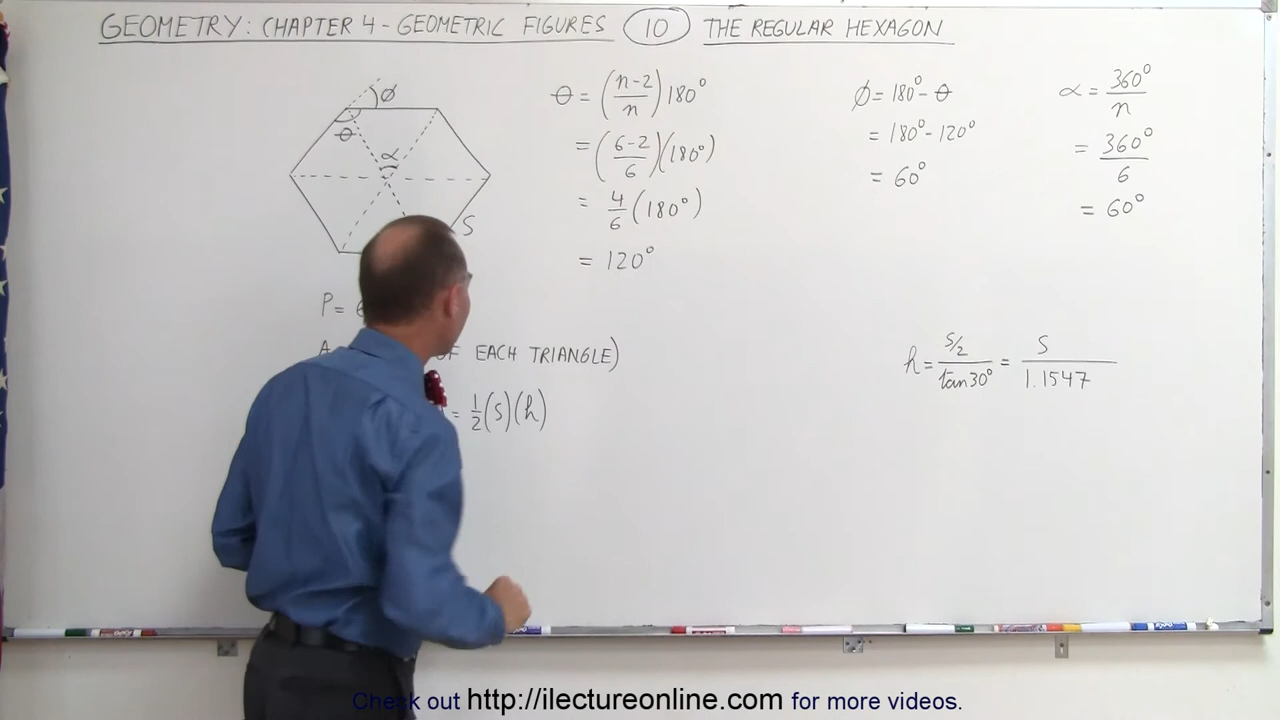 GEOMETRY: CHAPTER 4 - GEOMETRIC FIGURES 10 THE REGULAR HEXAGON
ϕ
θ
α
S
θ = ((n-2)/n) 180°
= ((6-2)/6)(180°)
= 4/6 (180°)
= 120°
ϕ = 180° - θ
= 180° - 120°
= 60°
α = 360°/n
= 360°/6
= 60°
P =
A
OF EACH TRIANGLE)
= 1/2 (S)(h)
h = (S/2)/tan30° = S/1.1547
Check out http://ilectureonline.com for more videos.